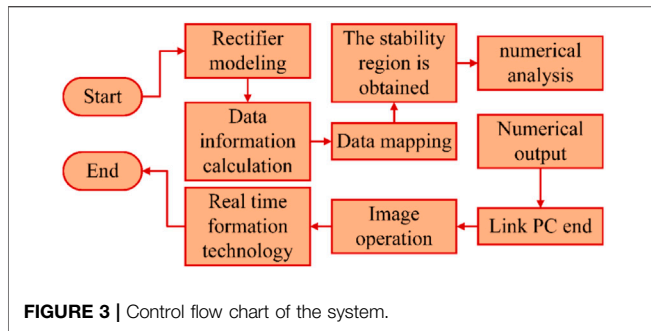 Start
Rectifier
modeling
Data
information
calculation
Data mapping
The stability
region is
obtained
numerical
analysis
Numerical
output
Link PC end
Image
operation
Real time
formation
technology
End
FIGURE 3 | Control flow chart of the system.